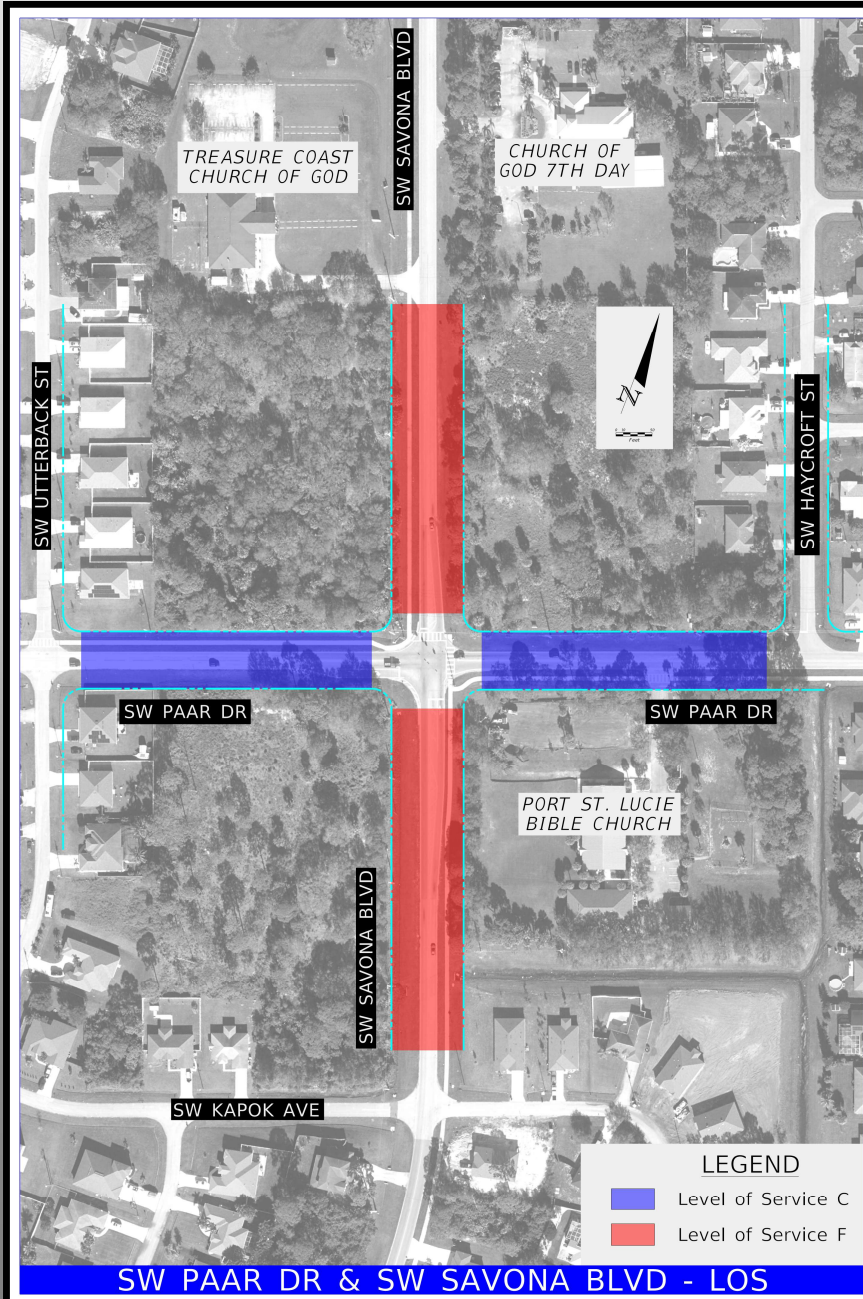 SW SAVONA BLVD
TREASURE COAST
CHURCH OF GOD
CHURCH OF
GOD 7TH DAY
N
Feet
SW UTTERBACK ST
SW HAYCROFT ST
SW PAAR DR
SW PAAR DR
PORT ST. LUCIE
BIBLE CHURCH
SW SAVONA BLVD
SW KAPOK AVE
LEGEND
Level of Service C
Level of Service F
SW PAAR DR & SW SAVONA BLVD - LOS